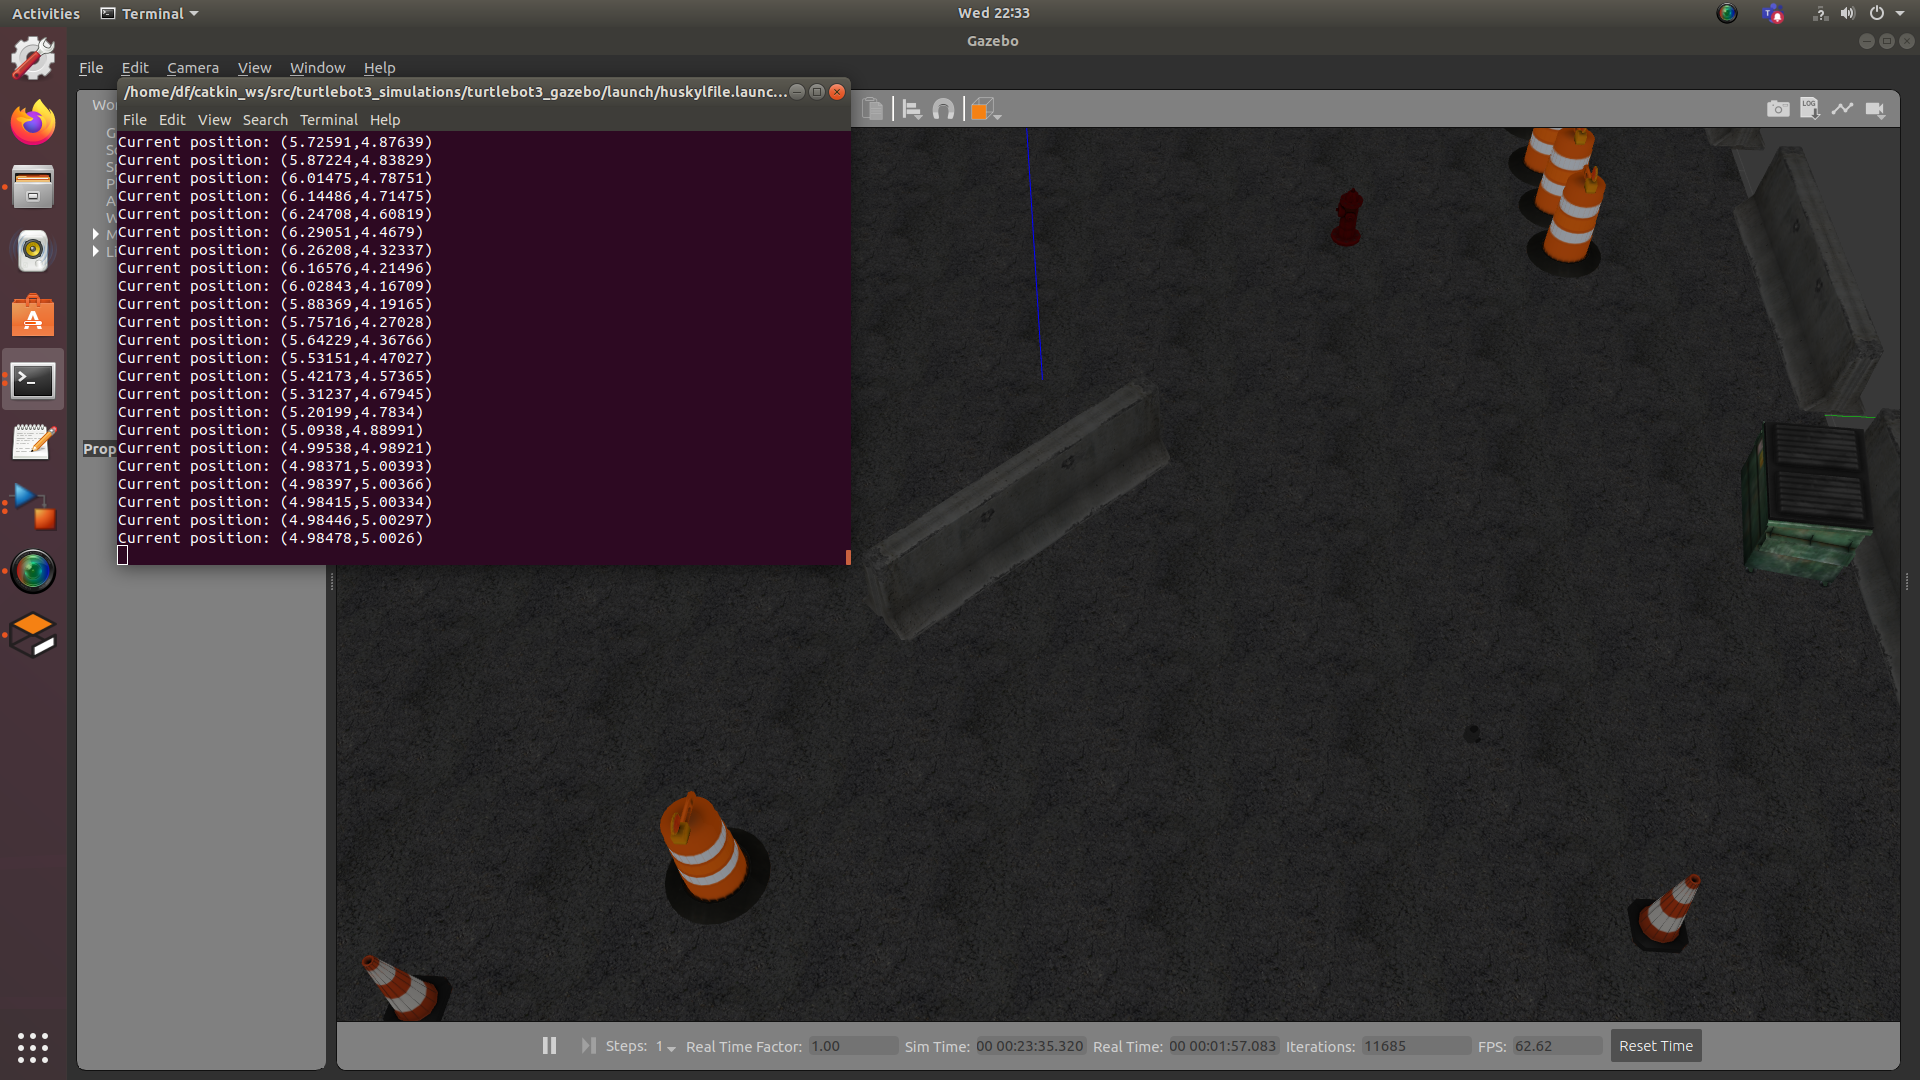 Activities Terminal Wed 22:33
Gazebo
File Edit Camera View Window Help
/home/df/catkin_ws/src/turtlebot3_simulations/turtlebot3_gazebo/launch/huskylfile.launc...
File Edit View Search Terminal Help
Current position: (5.72591,4.87639)
Current position: (5.87224,4.83829)
Current position: (6.01475,4.78751)
Current position: (6.14486,4.71475)
Current position: (6.24708,4.60819)
Current position: (6.29051,4.4679)
Current position: (6.26208,4.32337)
Current position: (6.16576,4.21496)
Current position: (6.02843,4.16709)
Current position: (5.88369,4.19165)
Current position: (5.75716,4.27028)
Current position: (5.64229,4.36766)
Current position: (5.53151,4.47027)
Current position: (5.42173,4.57365)
Current position: (5.31237,4.67945)
Current position: (5.20199,4.7834)
Current position: (5.0938,4.88991)
Current position: (4.99538,4.98921)
Current position: (4.98371,5.00393)
Current position: (4.98397,5.00366)
Current position: (4.98415,5.00334)
Current position: (4.98446,5.00297)
Current position: (4.98478,5.0026)
LOG
Prop
Steps: 1 Real Time Factor: 1.00 Sim Time: 00 00:23:35.320 Real Time: 00 00:01:57.083 Iterations: 11685 FPS: 62.62 Reset Time